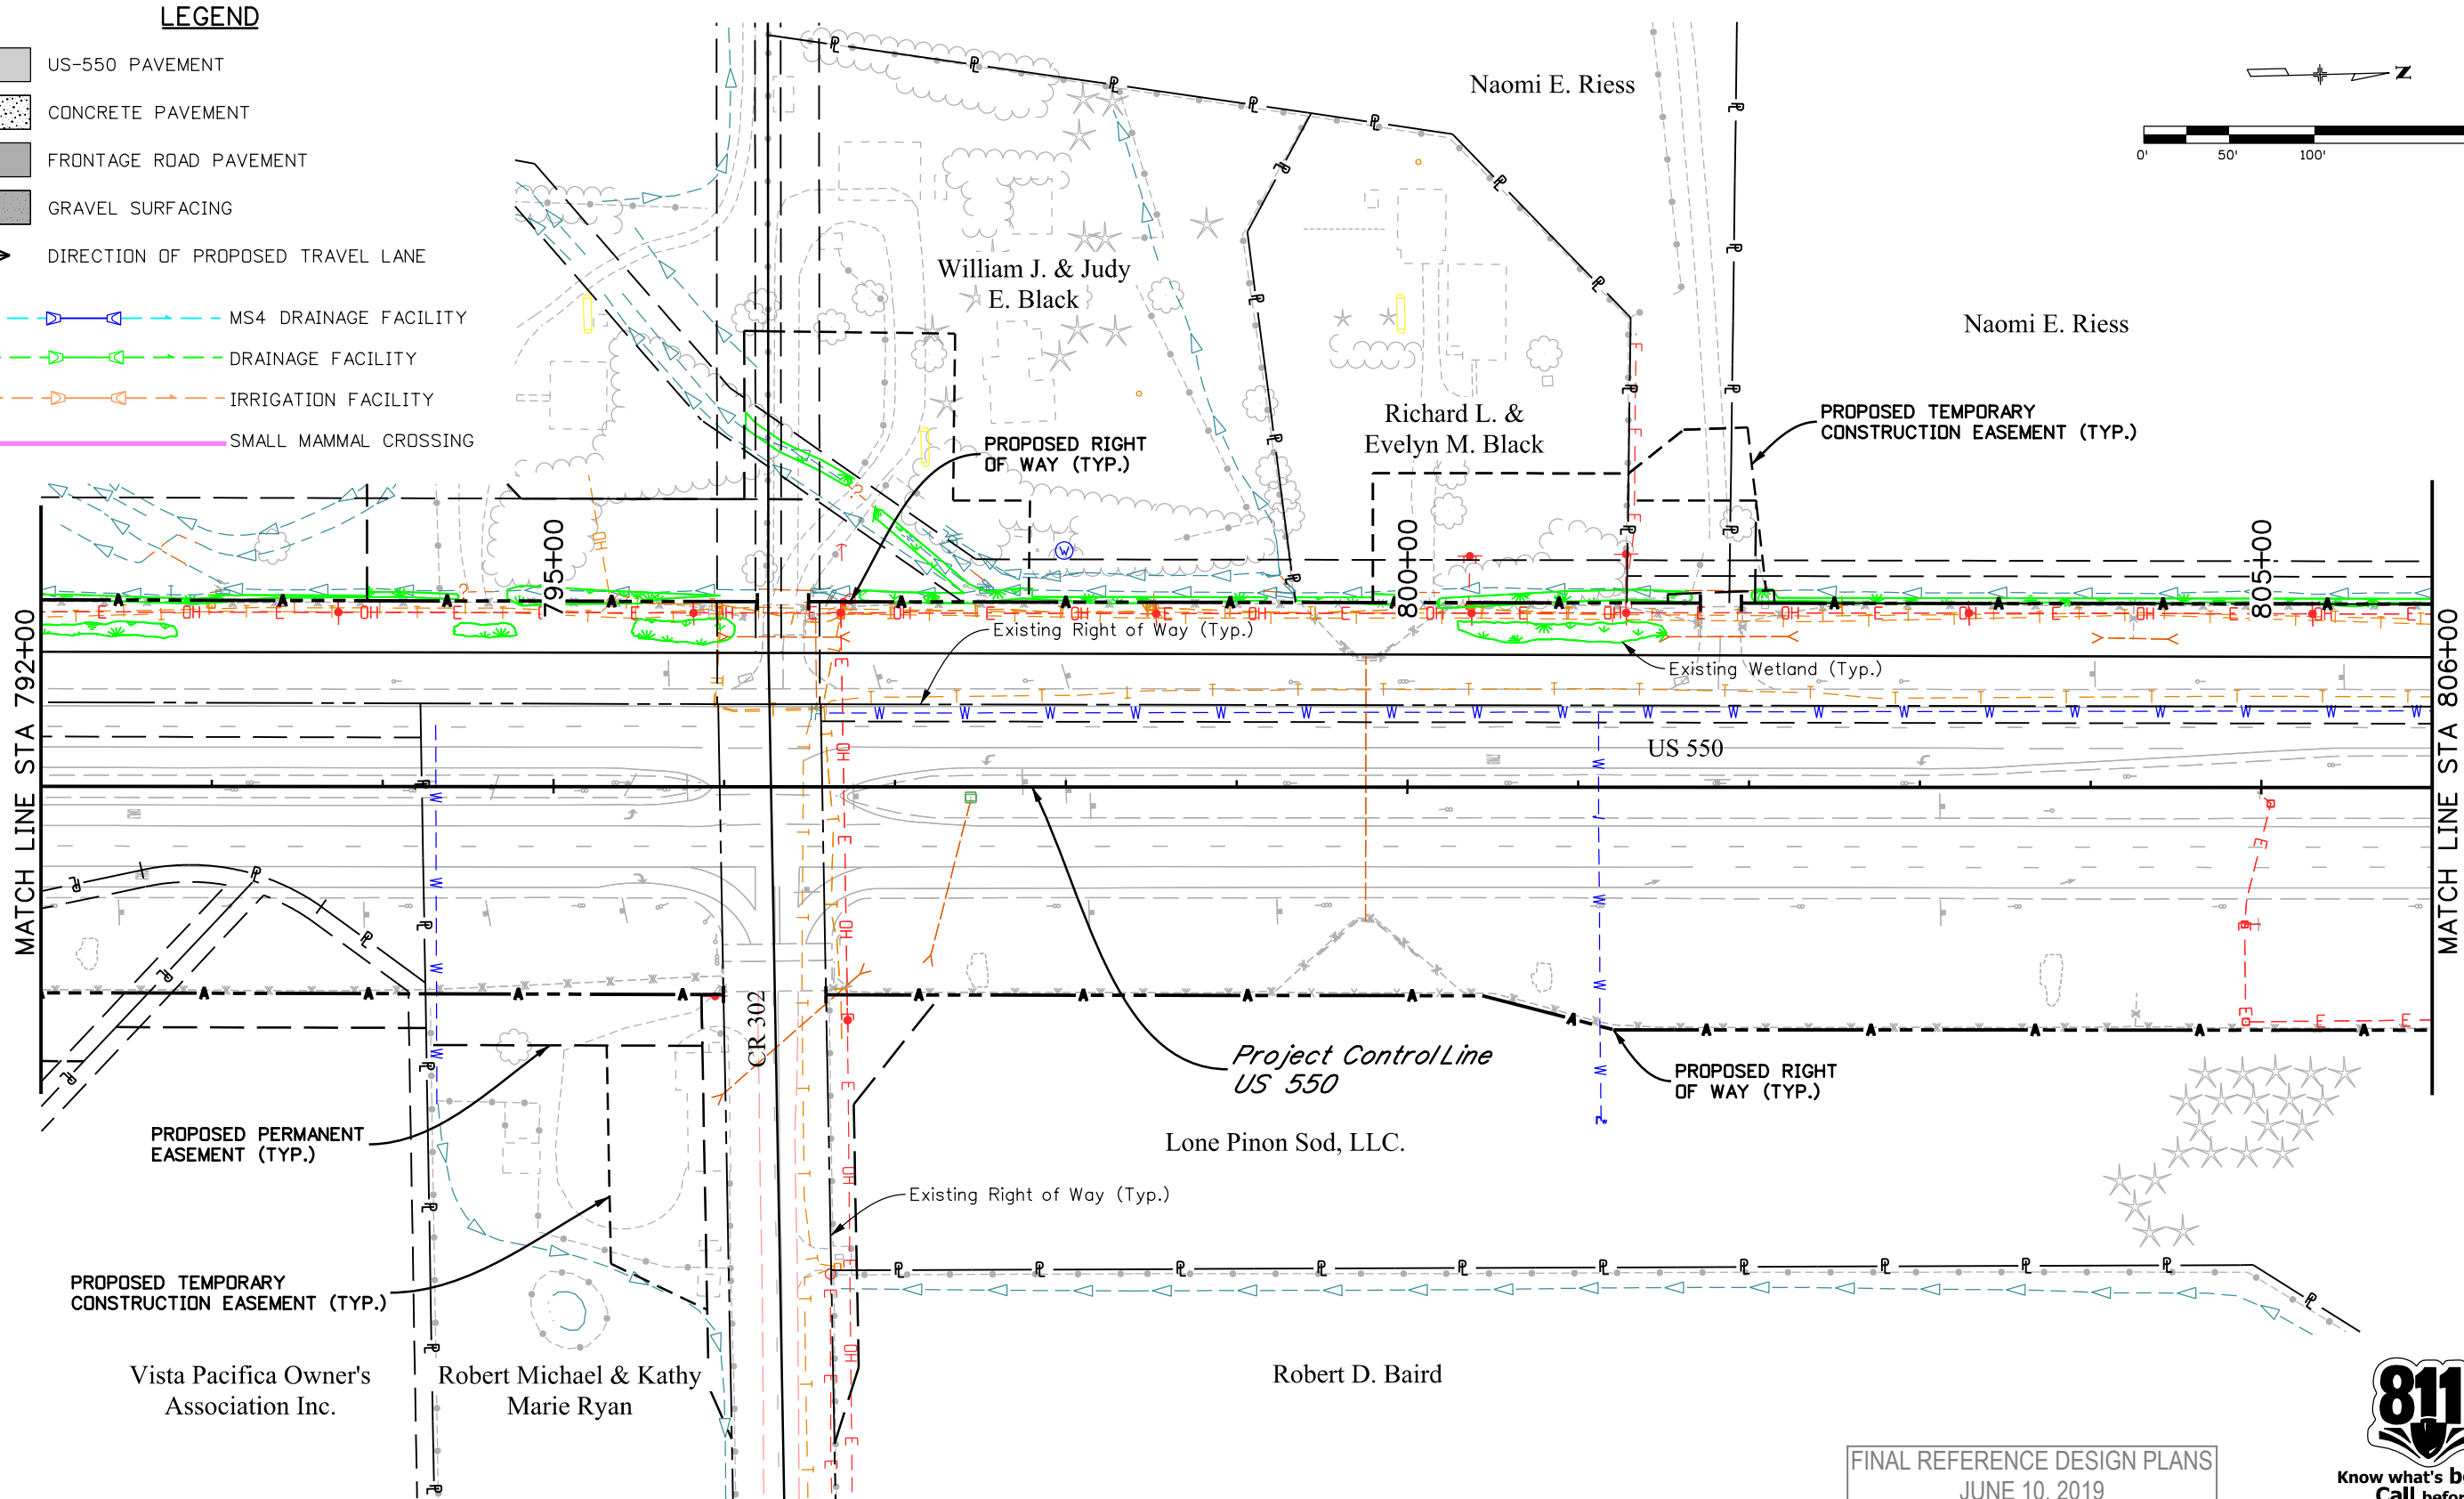 LEGEND
US-550 PAVEMENT
CONCRETE PAVEMENT
FRONTAGE ROAD PAVEMENT
GRAVEL SURFACING
DIRECTION OF PROPOSED TRAVEL LANE
MS4 DRAINAGE FACILITY
DRAINAGE FACILITY
IRRIGATION FACILITY
SMALL MAMMAL CROSSING
N
0' 50' 100'
Naomi E. Riess
William J. & Judy
E. Black
Naomi E. Riess
Richard L. &
Evelyn M. Black
PROPOSED TEMPORARY
CONSTRUCTION EASEMENT (TYP.)
PROPOSED RIGHT
OF WAY (TYP.)
795+00
800+00
805+00
Existing Right of Way (Typ.)
Existing Wetland (Typ.)
MATCH LINE STA 792+00
MATCH LINE STA 806+00
US 550
CR 302
Project Control Line
US 550
PROPOSED RIGHT
OF WAY (TYP.)
PROPOSED PERMANENT
EASEMENT (TYP.)
Lone Pinon Sod, LLC.
Existing Right of Way (Typ.)
PROPOSED TEMPORARY
CONSTRUCTION EASEMENT (TYP.)
Vista Pacifica Owner's
Association Inc.
Robert Michael & Kathy
Marie Ryan
Robert D. Baird
FINAL REFERENCE DESIGN PLANS
JUNE 10, 2019
811
Know what's
Call